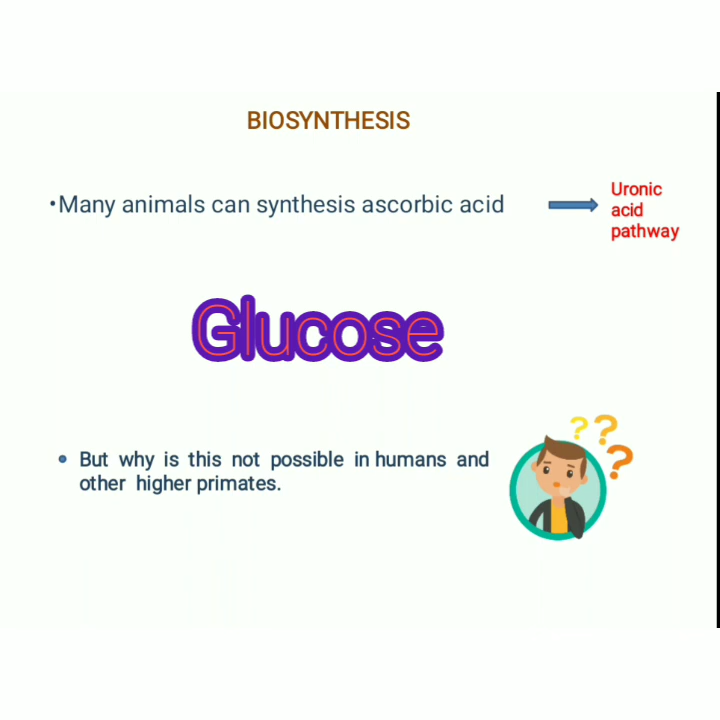 BIOSYNTHESIS
•Many animals can synthesis ascorbic acid
Uronic
acid
pathway
Glucose
• But why is this not possible in humans and
other higher primates.
? ? ?